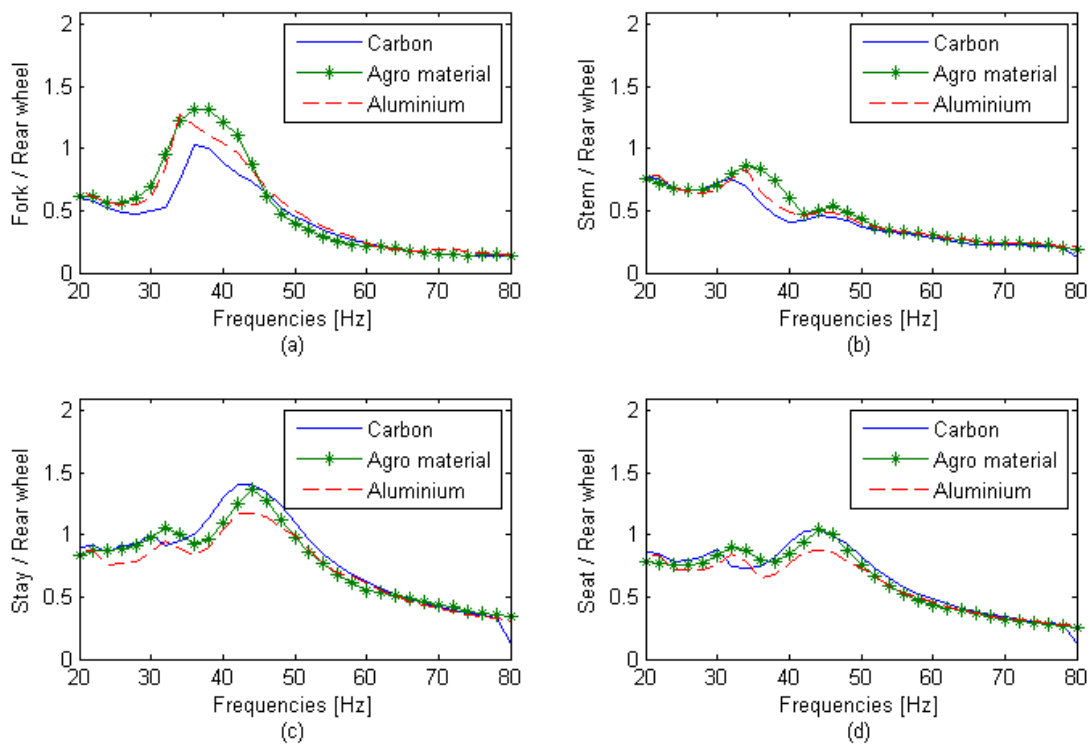 2
1.5
1
0.5
0
Fork / Rear wheel
Carbon
Agro material
Aluminium
20 30 40 50 60 70 80
Frequencies [Hz]
(a)
2
1.5
1
0.5
0
Stem / Rear wheel
Carbon
Agro material
Aluminium
20 30 40 50 60 70 80
Frequencies [Hz]
(b)
2
1.5
1
0.5
0
Stay / Rear wheel
Carbon
Agro material
Aluminium
20 30 40 50 60 70 80
Frequencies [Hz]
(c)
2
1.5
1
0.5
0
Seat / Rear wheel
Carbon
Agro material
Aluminium
20 30 40 50 60 70 80
Frequencies [Hz]
(d)